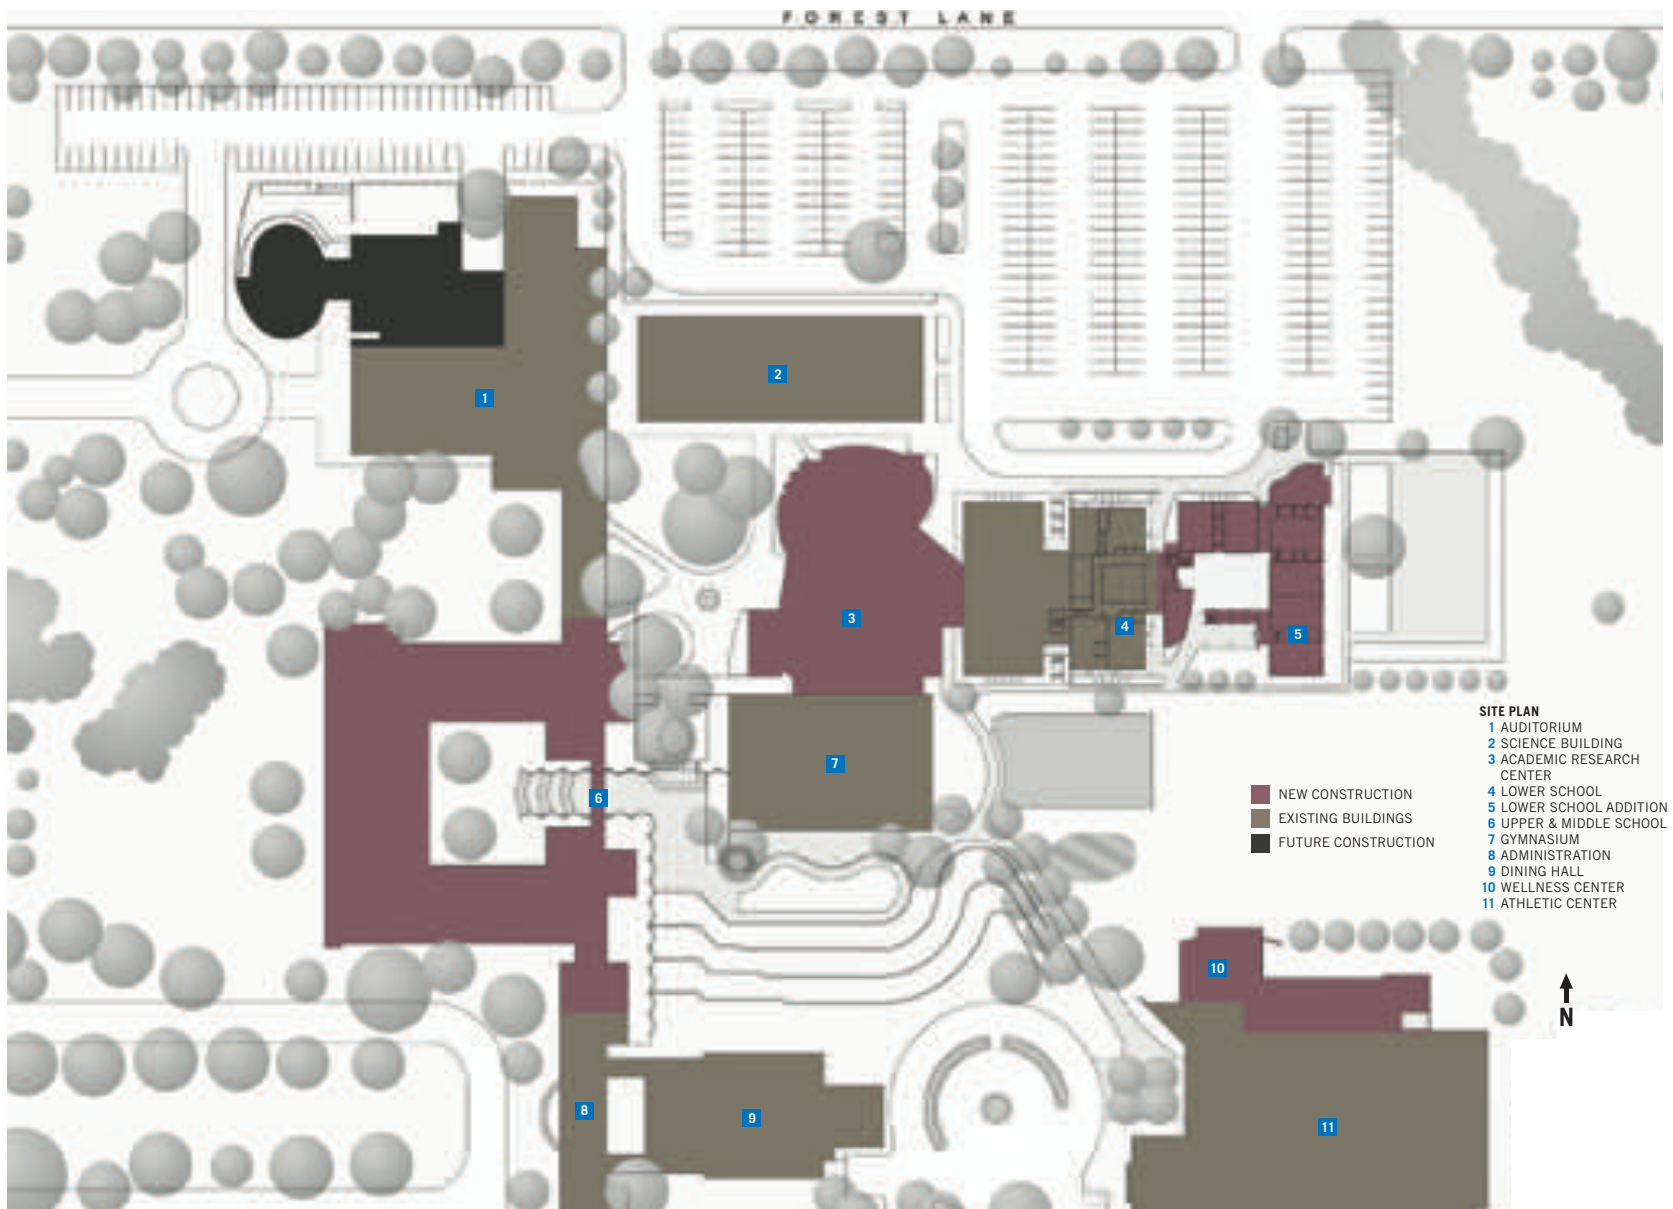 FOREST LANE
1
2
3
4
5
6
7
8
9
10
11
NEW CONSTRUCTION
EXISTING BUILDINGS
FUTURE CONSTRUCTION
SITE PLAN
1 AUDITORIUM
2 SCIENCE BUILDING
3 ACADEMIC RESEARCH
CENTER
4 LOWER SCHOOL
5 LOWER SCHOOL ADDITION
6 UPPER & MIDDLE SCHOOL
7 GYMNASIUM
8 ADMINISTRATION
9 DINING HALL
10 WELLNESS CENTER
11 ATHLETIC CENTER
N